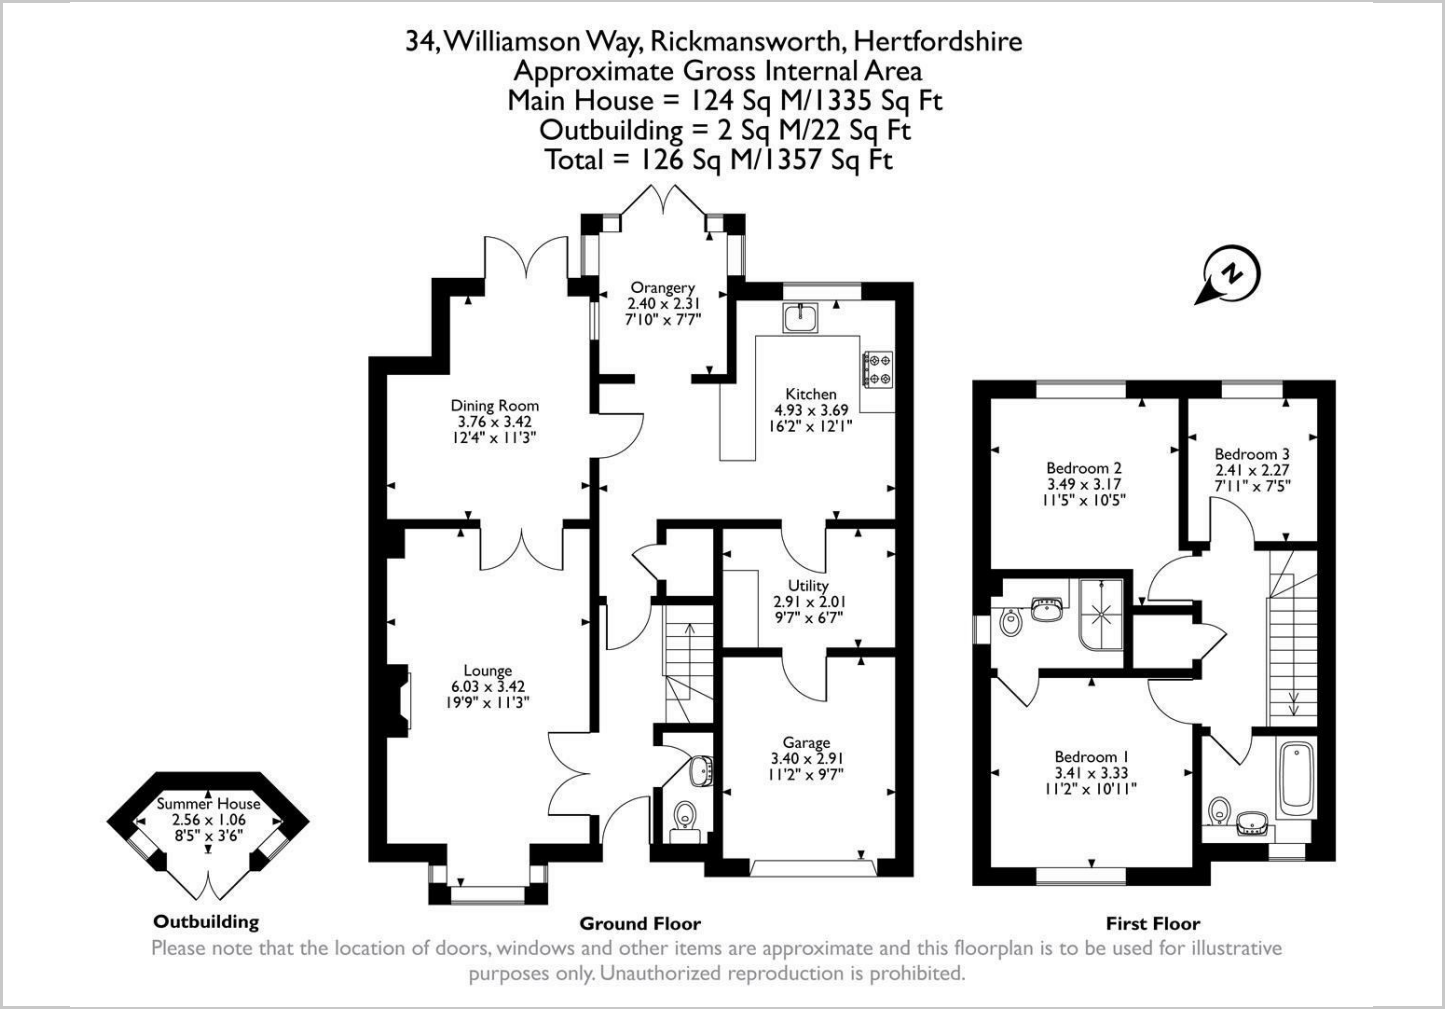 34, Williamson Way, Rickmansworth, Hertfordshire
Approximate Gross Internal Area
Main House = 124 Sq M/1335 Sq Ft
Outbuilding = 2 Sq M/22 Sq Ft
Total = 126 Sq M/1357 Sq Ft
N
Orangery
2.40 x 2.31
7'10" x 7'7"
Kitchen
4.93 x 3.69
16'2" x 12'1"
Dining Room
3.76 x 3.42
12'4" x 11'3"
Utility
2.91 x 2.01
9'7" x 6'7"
Lounge
6.03 x 3.42
19'9" x 11'3"
Garage
3.40 x 2.91
11'2" x 9'7"
Bedroom 2
3.49 x 3.17
11'5" x 10'5"
Bedroom 3
2.41 x 2.27
7'11" x 7'5"
Bedroom 1
3.41 x 3.33
11'2" x 10'11"
Summer House
2.56 x 1.06
8'5" x 3'6"
Outbuilding
Ground Floor
First Floor
Please note that the location of doors, windows and other items are approximate and this floorplan is to be used for illustrative
purposes only. Unauthorized reproduction is prohibited.